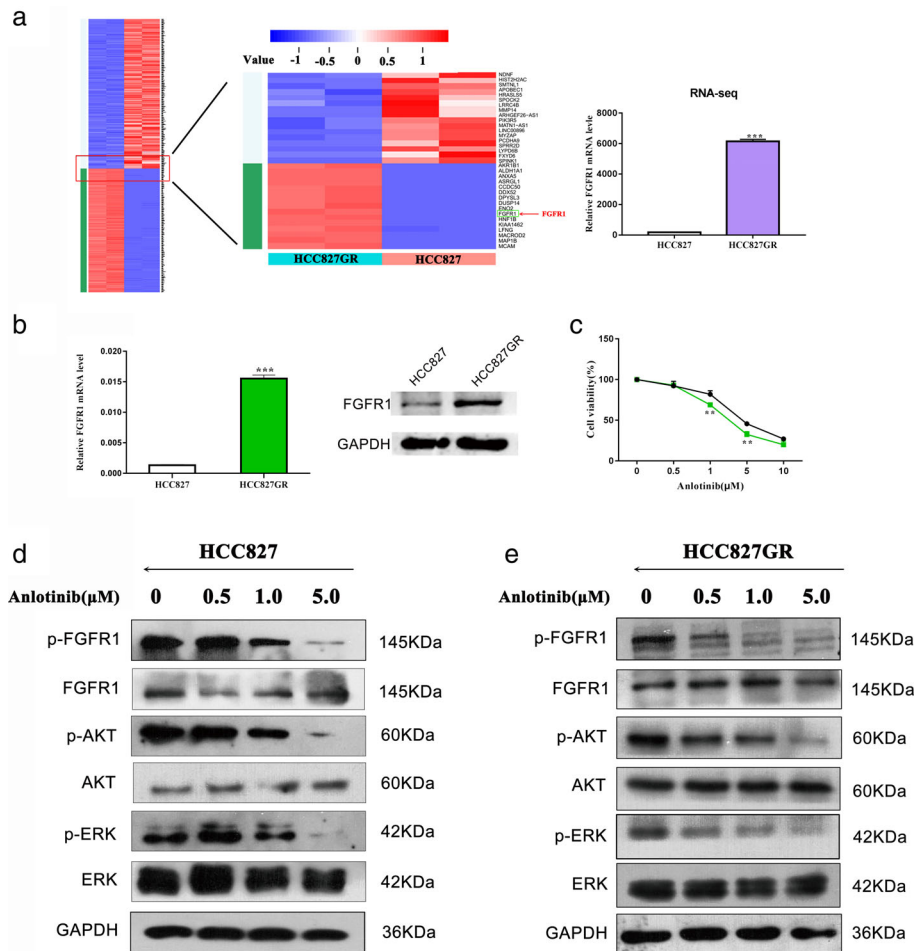 a
Value
-1 -0.5 0 0.5 1
NDNF
HIST2H2AC
SMTNL1
APOBEC1
HRASLS5
SPOCK2
LRRC4B
MMP14
ARHGEF26-AS1
PIK3R5
MATN1-AS1
LINC00896
MYZAP
PCDHA9
SPRR2D
LYPD6B
FXYD6
SPINK1
AKR1B1
ALDH1A1
ANXA5
ASRGL1
CCDC50
DDX52
DPYSL3
DUSP14
ENO2
FGFR1
FGFR1
HNF1B
KIAA1462
LFNG
MACROD2
MAP1B
MCAM
HCC827GR HCC827
RNA-seq
Relative FGFR1 mRNA levle
8000
6000
4000
2000
0
***
HCC827 HCC827GR
b
Relative FGFR1 mRNA level
0.020
0.015
0.010
0.005
0.000
***
HCC827 HCC827GR
HCC827 HCC827GR
FGFR1
GAPDH
c
Cell viability(%)
150
100
50
0
**
**
0 0.5 1 5 10
Anlotinib(μM)
d
HCC827
Anlotinib(μM) 0 0.5 1.0 5.0
p-FGFR1 145KDa
FGFR1 145KDa
p-AKT 60KDa
AKT 60KDa
p-ERK 42KDa
ERK 42KDa
GAPDH 36KDa
e
HCC827GR
Anlotinib(μM) 0 0.5 1.0 5.0
p-FGFR1 145KDa
FGFR1 145KDa
p-AKT 60KDa
AKT 60KDa
p-ERK 42KDa
ERK 42KDa
GAPDH 36KDa